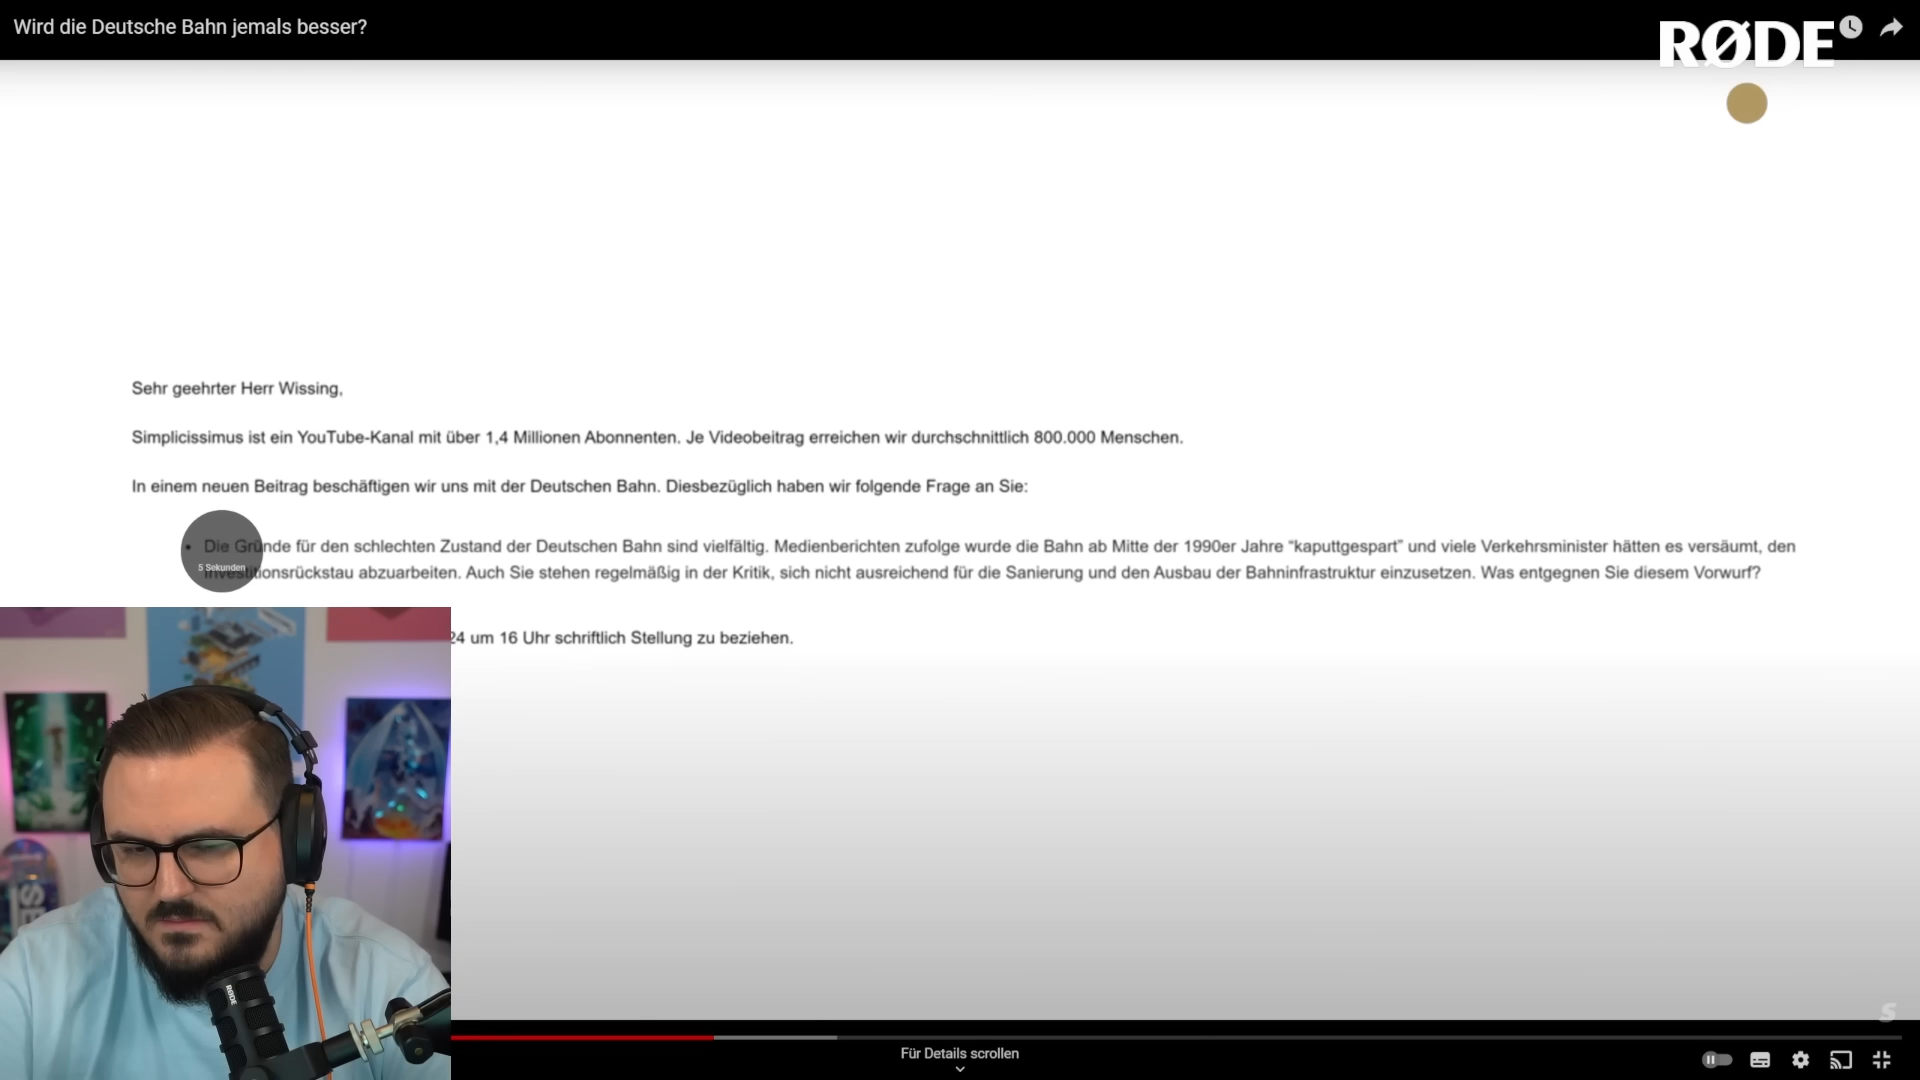 Wird die Deutsche Bahn jemals besser?
RØDE
Sehr geehrter Herr Wissing,
Simplicissimus ist ein YouTube-Kanal mit über 1,4 Millionen Abonnenten. Je Videobeitrag erreichen wir durchschnittlich 800.000 Menschen.
In einem neuen Beitrag beschäftigen wir uns mit der Deutschen Bahn. Diesbezüglich haben wir folgende Frage an Sie:
• Die Gründe für den schlechten Zustand der Deutschen Bahn sind vielfältig. Medienberichten zufolge wurde die Bahn ab Mitte der 1990er Jahre “kaputtgespart” und viele Verkehrsminister hätten es versäumt, den
Investitionsrückstau abzuarbeiten. Auch Sie stehen regelmäßig in der Kritik, sich nicht ausreichend für die Sanierung und den Ausbau der Bahninfrastruktur einzusetzen. Was entgegnen Sie diesem Vorwurf?
5 Sekunden
24 um 16 Uhr schriftlich Stellung zu beziehen.
RØDE
S
Für Details scrollen